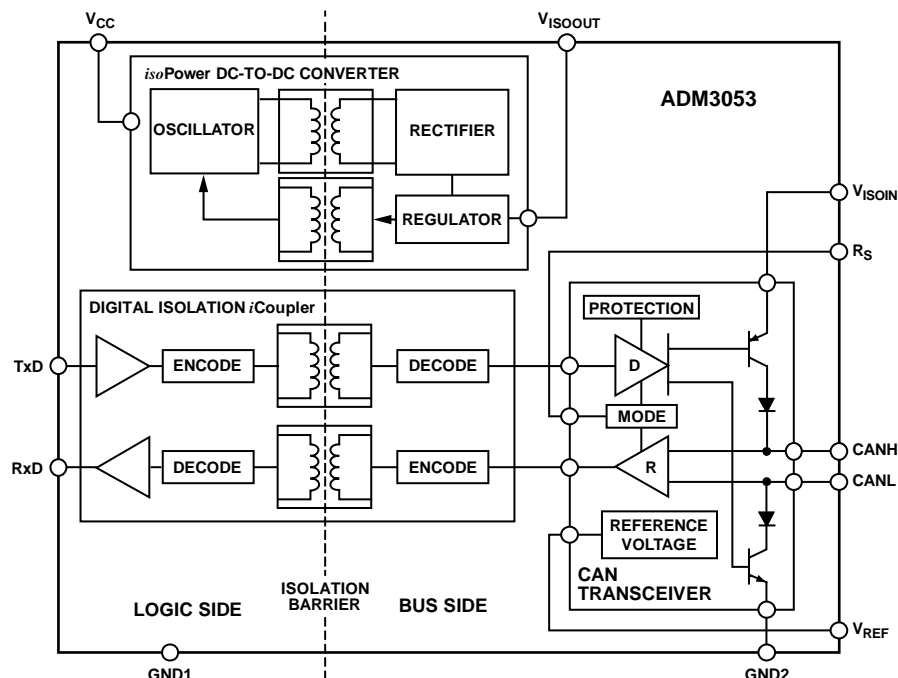 VCC
VISOOUT
isoPower DC-TO-DC CONVERTER
ADM3053
OSCILLATOR
RECTIFIER
REGULATOR
VISOIN
RS
DIGITAL ISOLATION iCoupler
PROTECTION
TxD
ENCODE
DECODE
D
MODE
RxD
DECODE
ENCODE
R
CANH
CANL
REFERENCE
VOLTAGE
CAN
TRANSCEIVER
LOGIC SIDE
ISOLATION
BARRIER
BUS SIDE
VREF
GND1
GND2